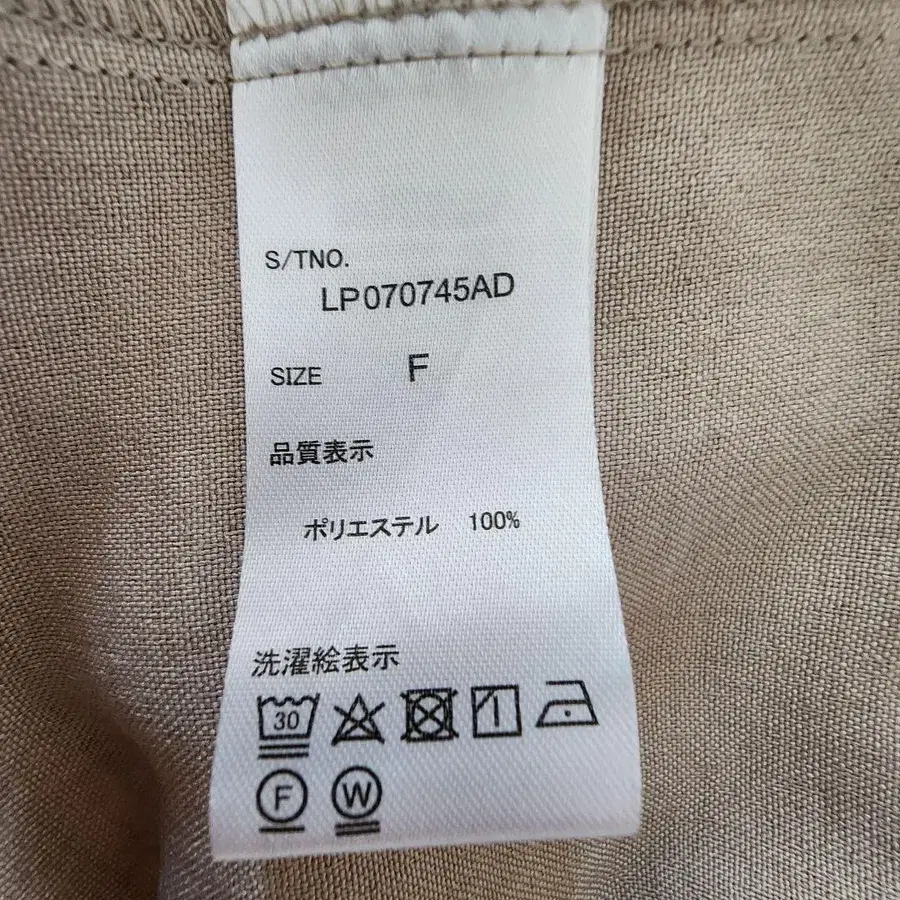 S/TNO.
LP070745AD
SIZE F
品質表示
ポリエステル 100%
洗濯絵表示
30
F W